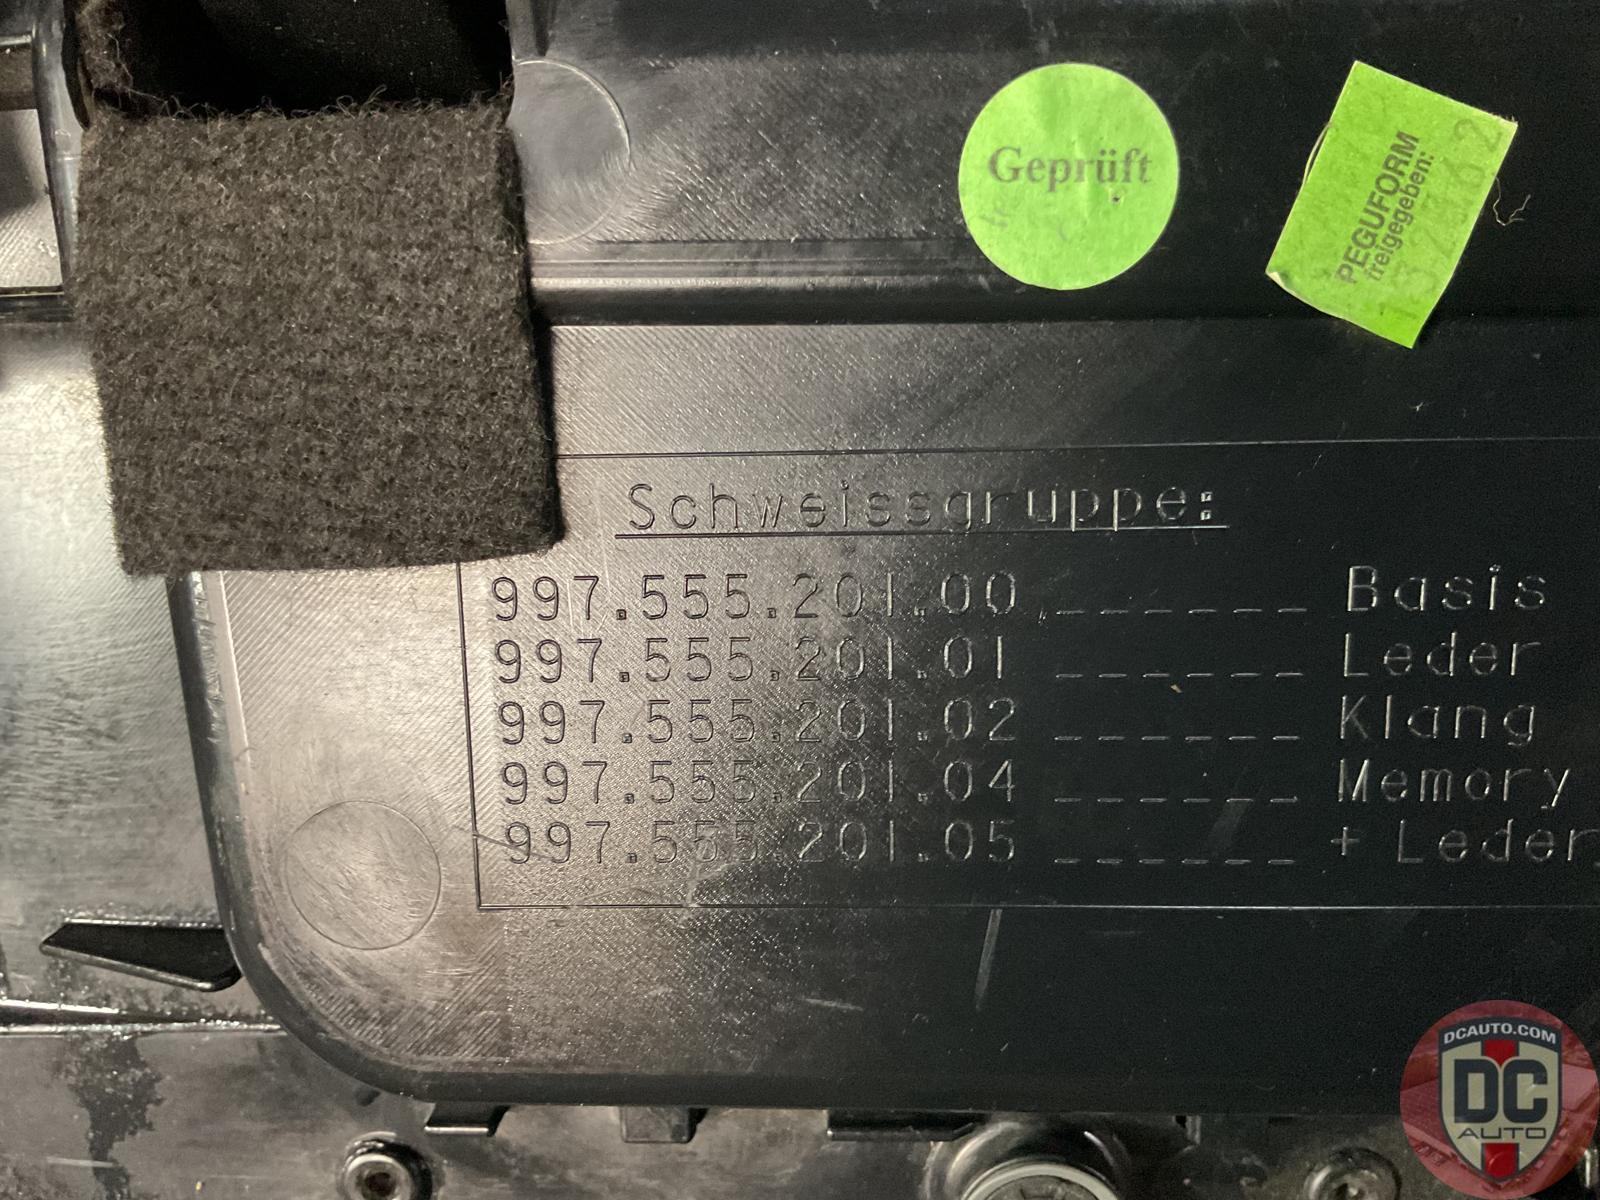 Geprüft
PEGUFORM
freigegeben:
Schweissgruppe:
997.555.201.00 ______ Basis
997.555.201.01 ______ Leder
997.555.201.02 ______ Klang
997.555.201.04 ______ Memory
997.555.201.05 ______ + Leder
DCAUTO.COM
DC
AUTO